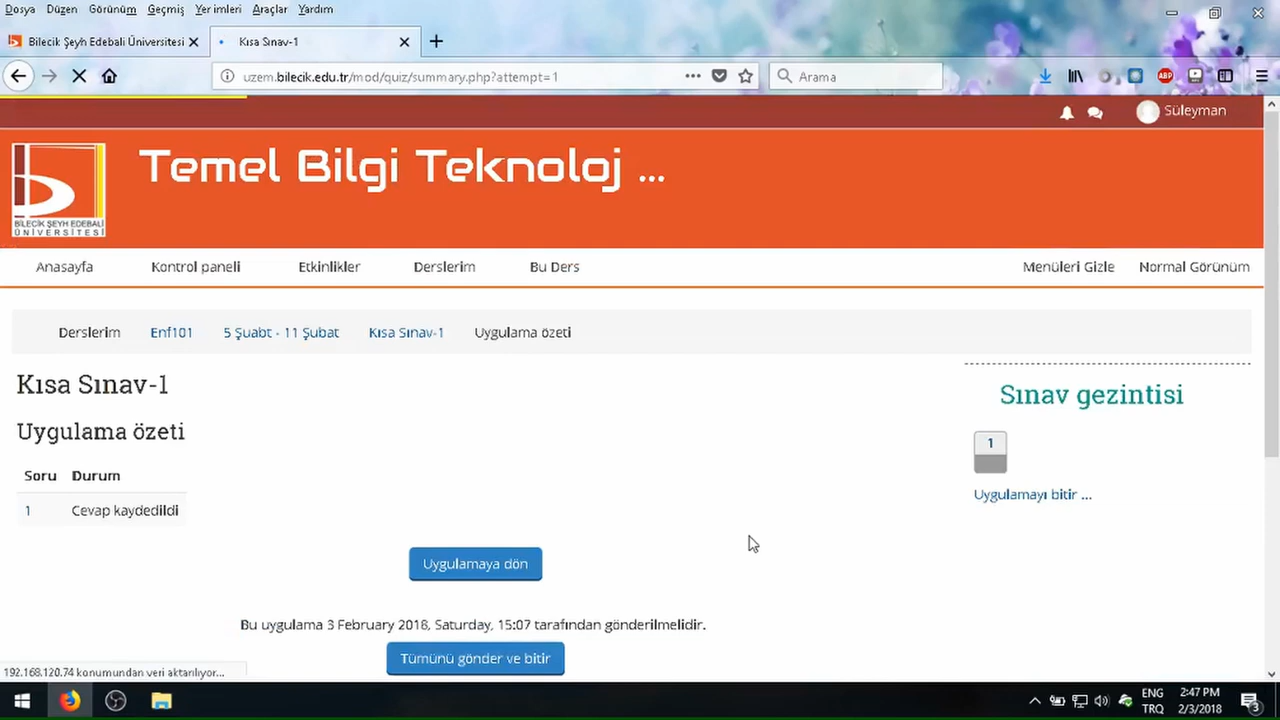 Dosya Düzen Görünüm Geçmiş Yer imleri Araçlar Yardım
Bilecik Şeyh Edebali Üniversitesi Kısa Sınav-1
uzem.bilecik.edu.tr/mod/quiz/summary.php?attempt=1 Arama
ABP
Süleyman
Temel Bilgi Teknoloj ...
BİLECİK ŞEYH EDEBALİ
ÜNİVERSİTESİ
Anasayfa Kontrol paneli Etkinlikler Derslerim Bu Ders Menüleri Gizle Normal Görünüm
Derslerim Enf101 5 Şuabt - 11 Şubat Kısa Sınav-1 Uygulama özeti
Kısa Sınav-1
Uygulama özeti
Soru Durum
1 Cevap kaydedildi
Uygulamaya dön
Bu uygulama 3 February 2018, Saturday, 15:07 tarafından gönderilmelidir.
Tümünü gönder ve bitir
Sınav gezintisi
1
Uygulamayı bitir ...
192.168.120.74 konumundan veri aktarılıyor...
ENG 2:47 PM
TRQ 2/3/2018
3